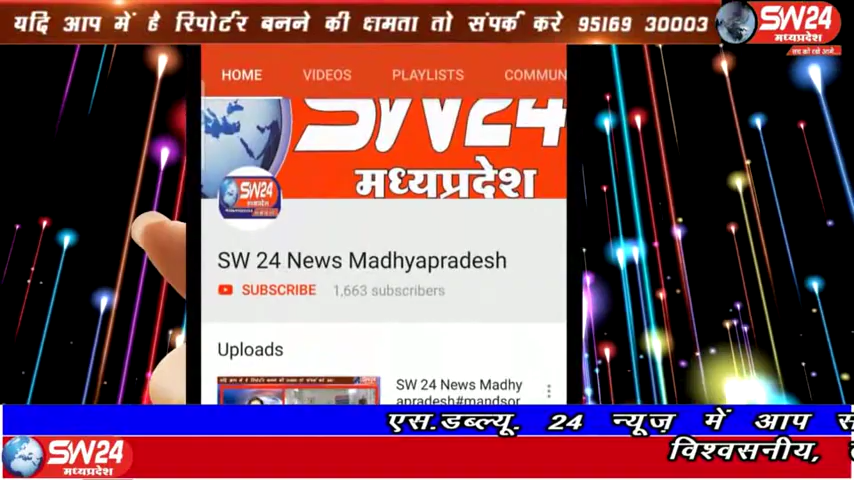 यदि आप में है रिपोर्टर बनने की क्षमता तो संपर्क करे 95169 30003
SW24
मध्यप्रदेश
HOME VIDEOS PLAYLISTS COMMUN
SW24
मध्यप्रदेश
SW24
SW 24 News Madhyapradesh
SUBSCRIBE 1,663 subscribers
Uploads
SW 24 News Madhy
apradesh#mandsor
एस.डब्ल्यू. 24 न्यूज़ में आप
विश्वसनीय,
SW24
मध्यप्रदेश